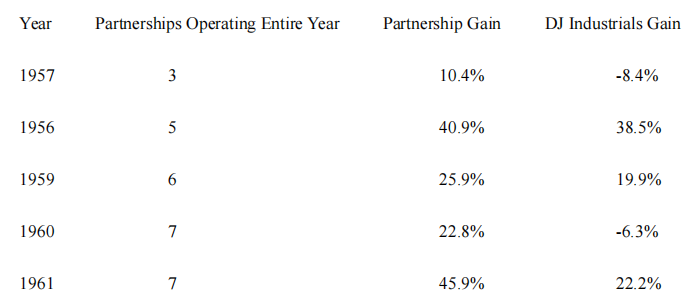 Year Partnerships Operating Entire Year Partnership Gain DJ Industrials Gain
1957 3 10.4% -8.4%
1956 5 40.9% 38.5%
1959 6 25.9% 19.9%
1960 7 22.8% -6.3%
1961 7 45.9% 22.2%